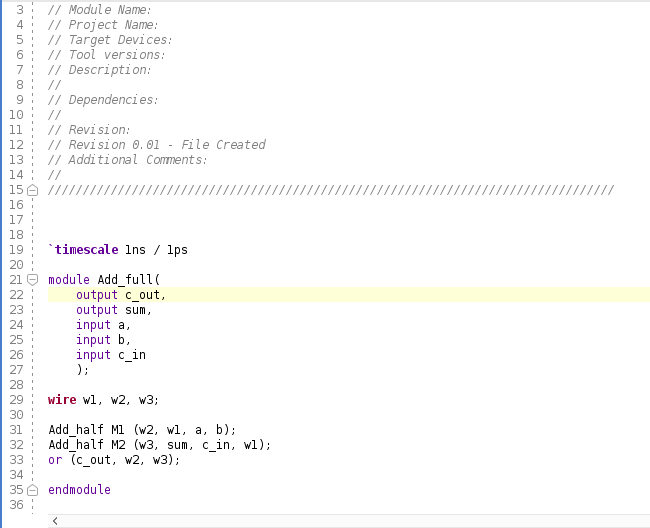 3 // Module Name:
4 // Project Name:
5 // Target Devices:
6 // Tool versions:
7 // Description:
8 //
9 // Dependencies:
10 //
11 // Revision:
12 // Revision 0.01 - File Created
13 // Additional Comments:
14 //
15 //////////////////////////////////////////////////////////////////////////////////
16
17
18
19 `timescale 1ns / 1ps
20
21 module Add_full(
22     output c_out,
23     output sum,
24     input a,
25     input b,
26     input c_in
27     );
28
29 wire w1, w2, w3;
30
31 Add_half M1 (w2, w1, a, b);
32 Add_half M2 (w3, sum, c_in, w1);
33 or (c_out, w2, w3);
34
35 endmodule
36